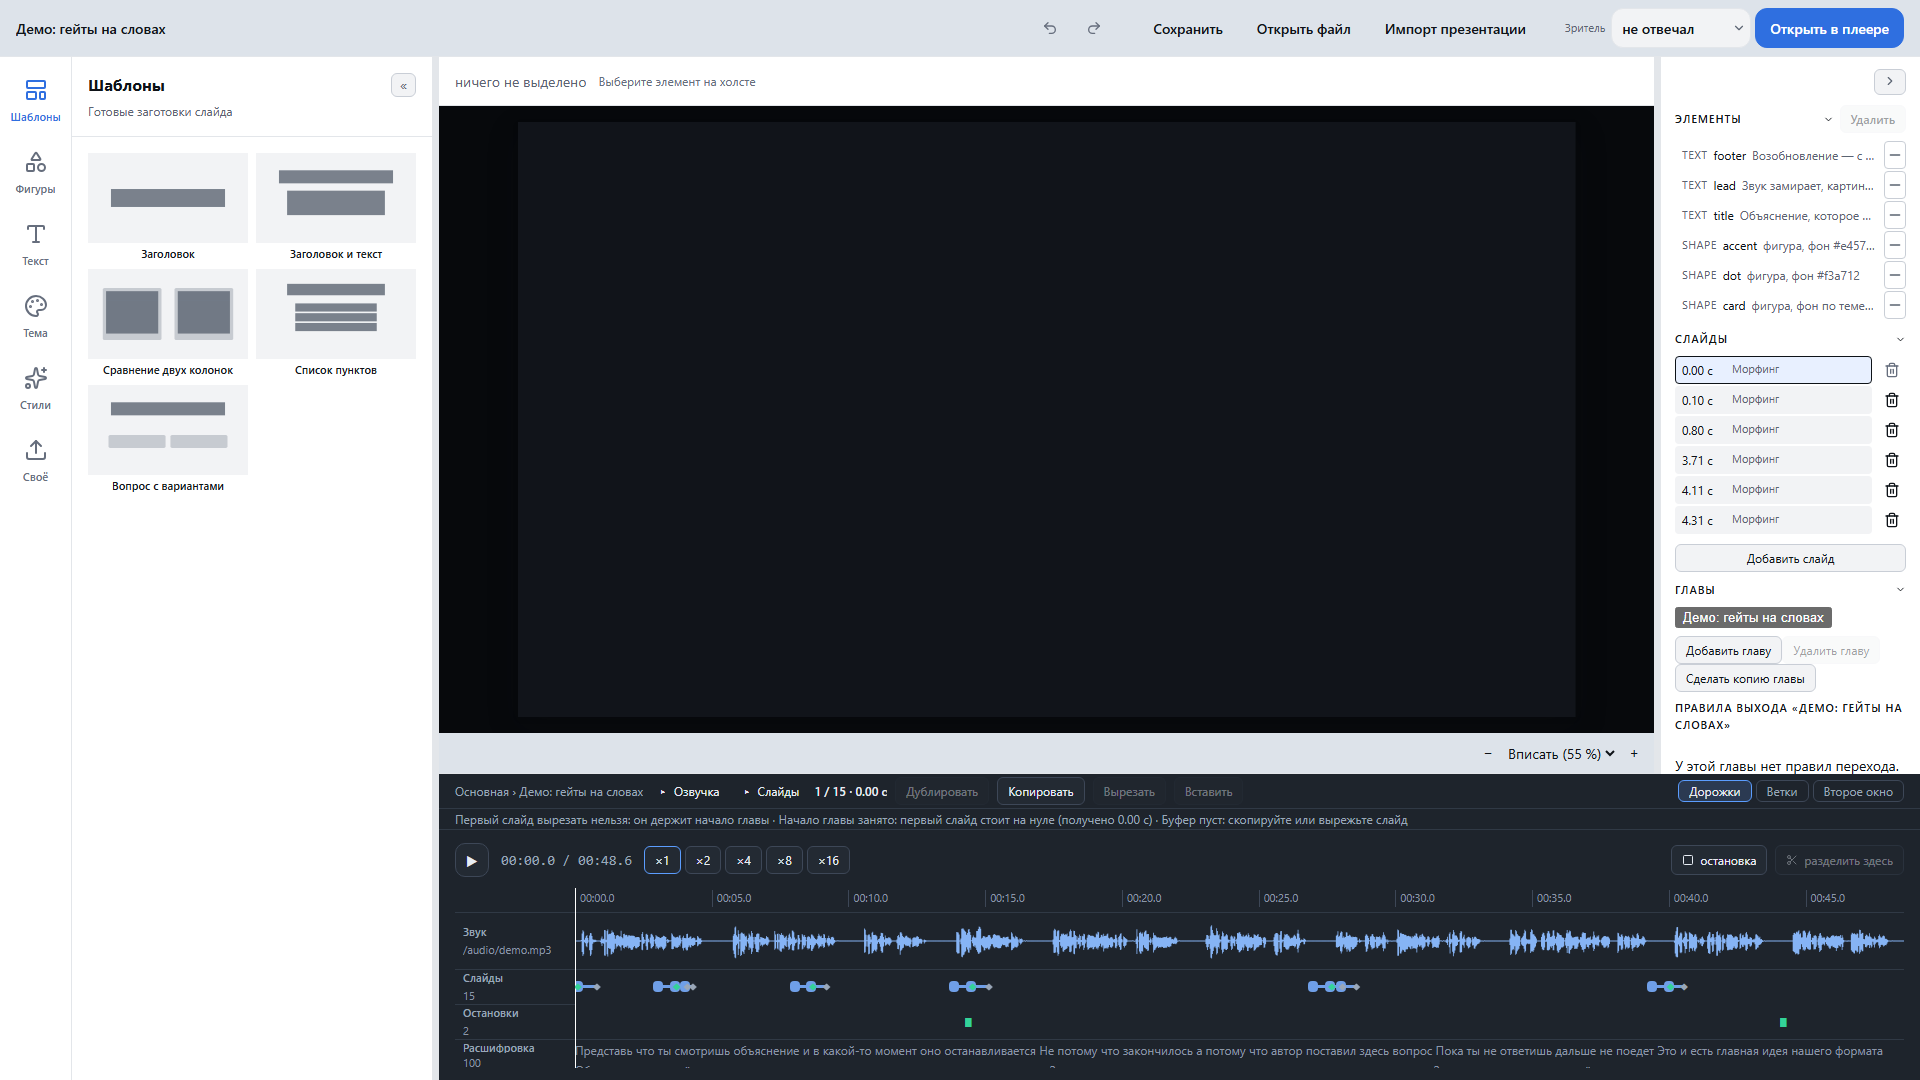 Демо: гейты на словах
Сохранить
Открыть файл
Импорт презентации
Зритель
не отвечал
Открыть в плеере
Шаблоны
Фигуры
Текст
Тема
Стили
Своё
Шаблоны
«
Готовые заготовки слайда
Заголовок
Заголовок и текст
Сравнение двух колонок
Список пунктов
Вопрос с вариантами
ничего не выделено Выберите элемент на холсте
− Вписать (55 %) +
ЭЛЕМЕНТЫ Удалить
TEXT footer Возобновление — с ...
TEXT lead Звук замирает, картин...
TEXT title Объяснение, которое ...
SHAPE accent фигура, фон #e457...
SHAPE dot фигура, фон #f3a712
SHAPE card фигура, фон по теме...
СЛАЙДЫ
0.00 с Морфинг
0.10 с Морфинг
0.80 с Морфинг
3.71 с Морфинг
4.11 с Морфинг
4.31 с Морфинг
Добавить слайд
ГЛАВЫ
Демо: гейты на словах
Добавить главу Удалить главу
Сделать копию главы
ПРАВИЛА ВЫХОДА «ДЕМО: ГЕЙТЫ НА
СЛОВАХ»
У этой главы нет правил перехода.
Основная › Демо: гейты на словах ▸ Озвучка ▸ Слайды 1 / 15 · 0.00 с Дублировать Копировать Вырезать Вставить Дорожки Ветки Второе окно
Первый слайд вырезать нельзя: он держит начало главы · Начало главы занято: первый слайд стоит на нуле (получено 0.00 с) · Буфер пуст: скопируйте или вырежьте слайд
00:00.0 / 00:48.6 ×1 ×2 ×4 ×8 ×16 остановка разделить здесь
00:00.0 00:05.0 00:10.0 00:15.0 00:20.0 00:25.0 00:30.0 00:35.0 00:40.0 00:45.0
Звук
/audio/demo.mp3
Слайды
15
Остановки
2
Расшифровка
100
Представь что ты смотришь объяснение и в какой-то момент оно останавливается Не потому что закончилось а потому что автор поставил здесь вопрос Пока ты не ответишь дальше не поедет Это и есть главная идея нашего формата